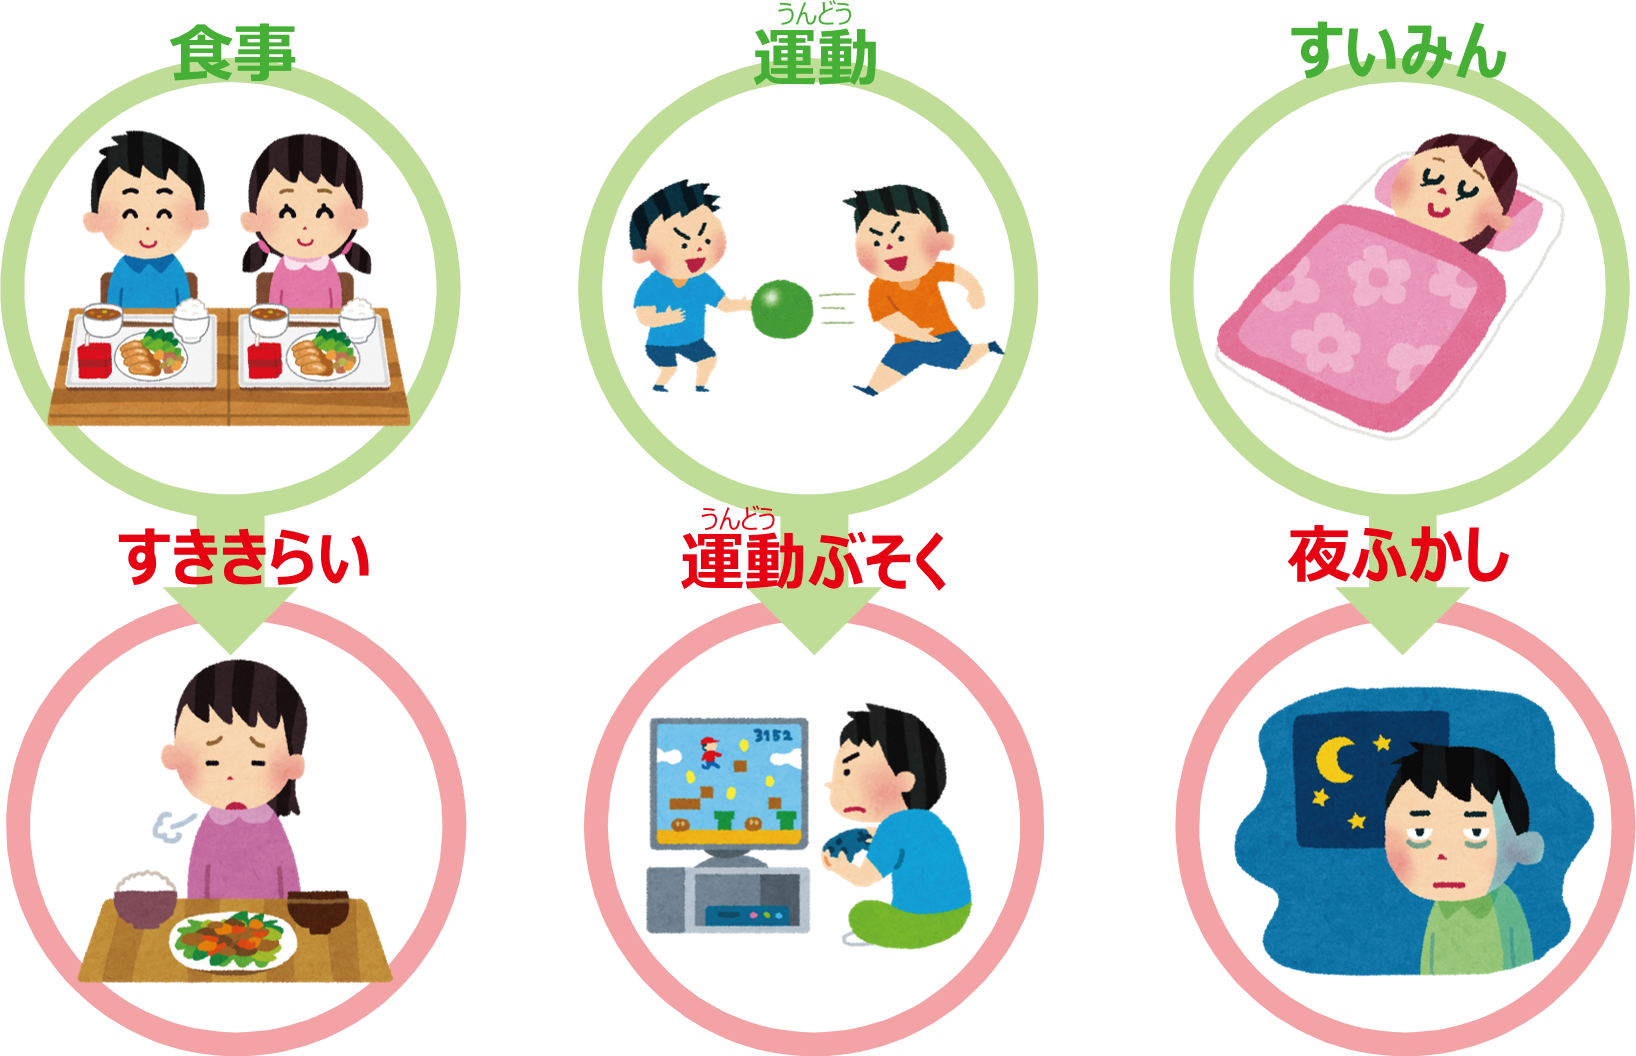 食事
うんどう
運動
すいみん
すききらい
うんどう
運動ぶそく
夜ふかし
3152